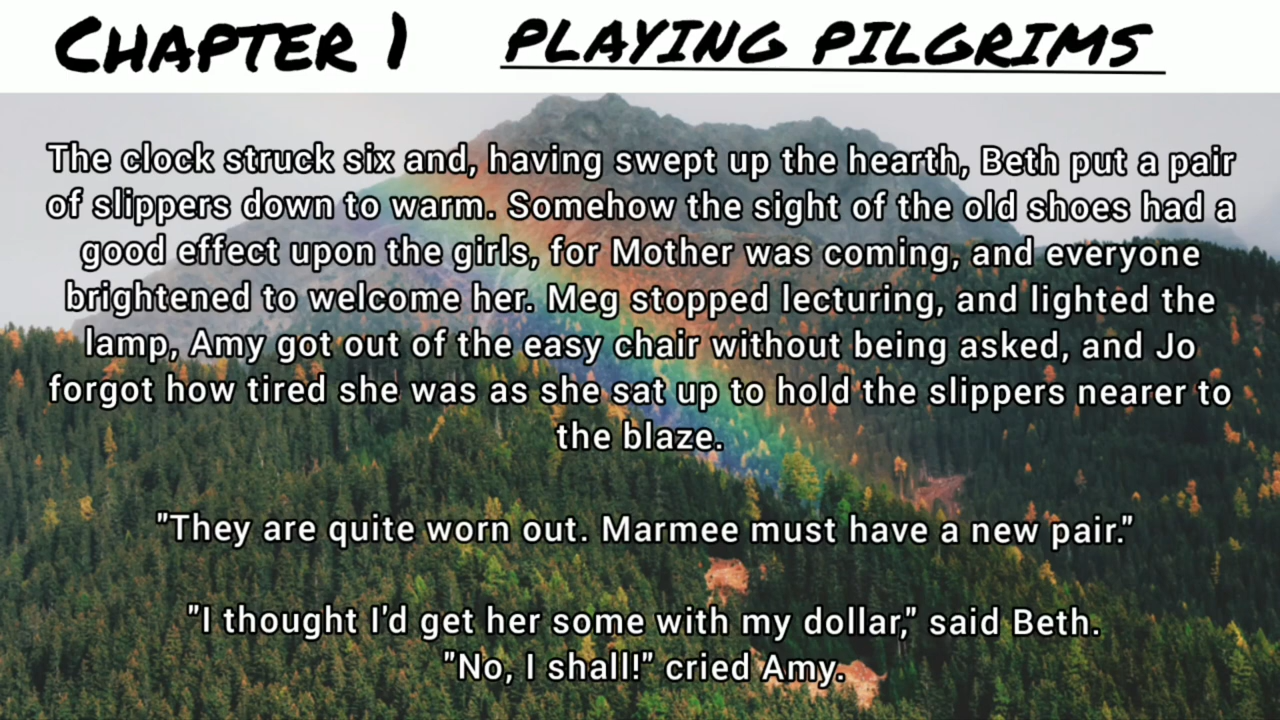 CHAPTER 1 PLAYING PILGRIMS
The clock struck six and, having swept up the hearth, Beth put a pair
of slippers down to warm. Somehow the sight of the old shoes had a
good effect upon the girls, for Mother was coming, and everyone
brightened to welcome her. Meg stopped lecturing, and lighted the
lamp, Amy got out of the easy chair without being asked, and Jo
forgot how tired she was as she sat up to hold the slippers nearer to
the blaze.
"They are quite worn out. Marmee must have a new pair."
"I thought I'd get her some with my dollar," said Beth.
"No, I shall!" cried Amy.